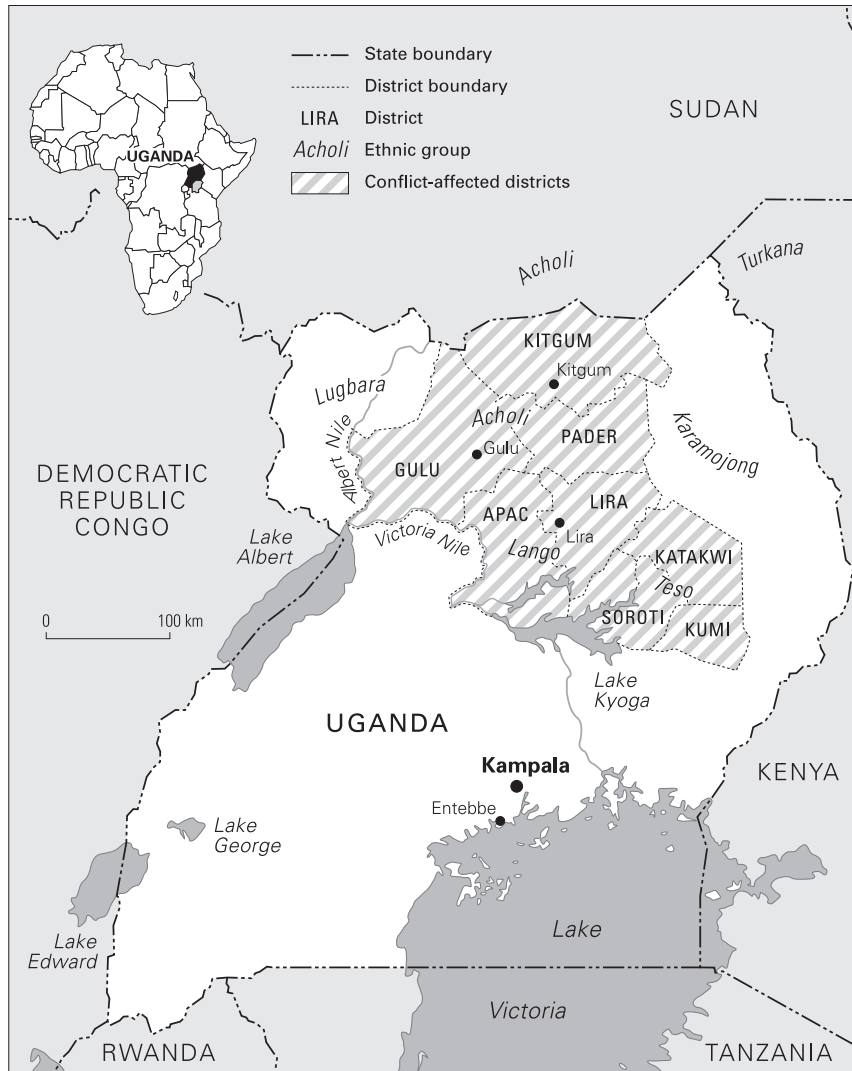 UGANDA
State boundary
District boundary
LIRA District
Acholi Ethnic group
Conflict-affected districts
SUDAN
Acholi
Turkana
KITGUM
Kitgum
Lugbara
Acholi
PADER
Karamojong
Albert Nile
Gulu
GULU
DEMOCRATIC
REPUBLIC
CONGO
APAC
LIRA
Lake
Albert
Victoria Nile
Lira
Lango
KATAKWI
Teso
0 100 km
SOROTI
KUMI
Lake
Kyoga
UGANDA
Kampala
KENYA
Entebbe
Lake
George
Lake
Edward
Lake
Victoria
RWANDA
TANZANIA